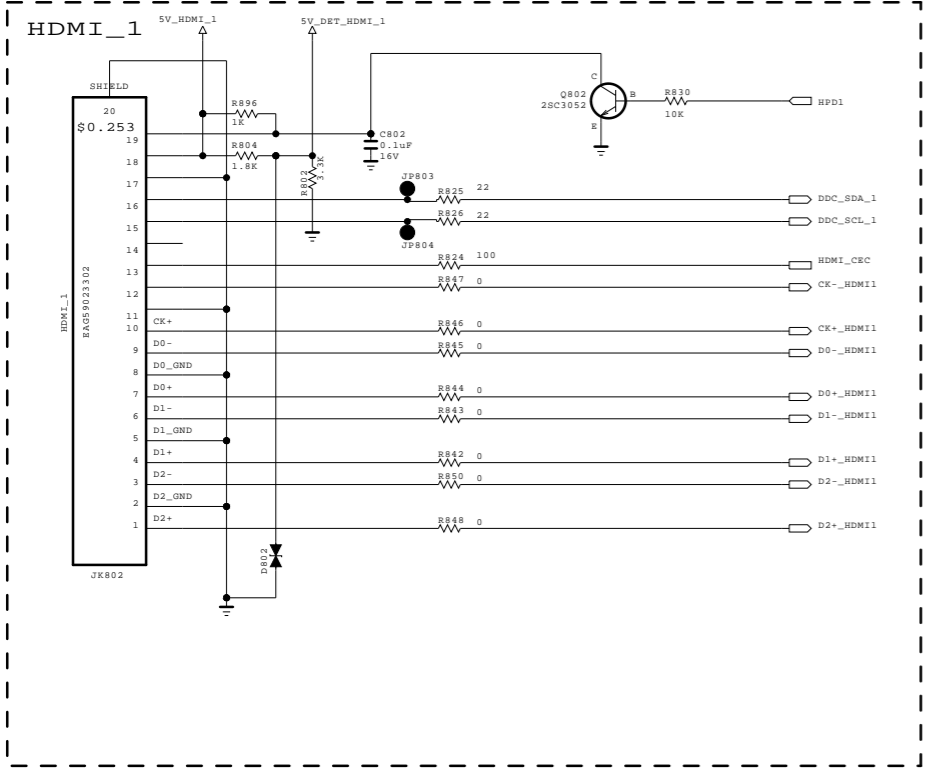 HDMI_1
5V_HDMI_1
5V_DET_HDMI_1
SHIELD
20
$0.253
19
18
17
16
15
14
13
12
11
10
9
8
7
6
5
4
3
2
1
HDMI_1
EAG59023302
JK802
CK+
D0-
D0_GND
D0+
D1-
D1_GND
D1+
D2-
D2_GND
D2+
R896
1K
R804
1.8K
R802
3.3K
C802
0.1uF
16V
D802
JP803
JP804
R825 22
R826 22
R824 100
R847 0
R846 0
R845 0
R844 0
R843 0
R842 0
R850 0
R848 0
Q802
2SC3052
C
B
E
R830
10K
HPD1
DDC_SDA_1
DDC_SCL_1
HDMI_CEC
CK-_HDMI1
CK+_HDMI1
D0-_HDMI1
D0+_HDMI1
D1-_HDMI1
D1+_HDMI1
D2-_HDMI1
D2+_HDMI1